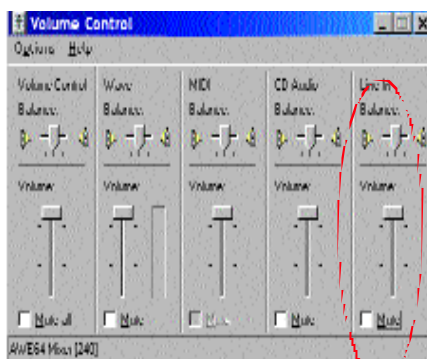 Volume Control
Options Help
Volume Control Wave MIDI CD Audio Line In
Balance: Balance: Balance: Balance: Balance:
Volume: Volume: Volume: Volume: Volume:
Mute all Mute Mute Mute Mute
AWE64 Mixer [240]